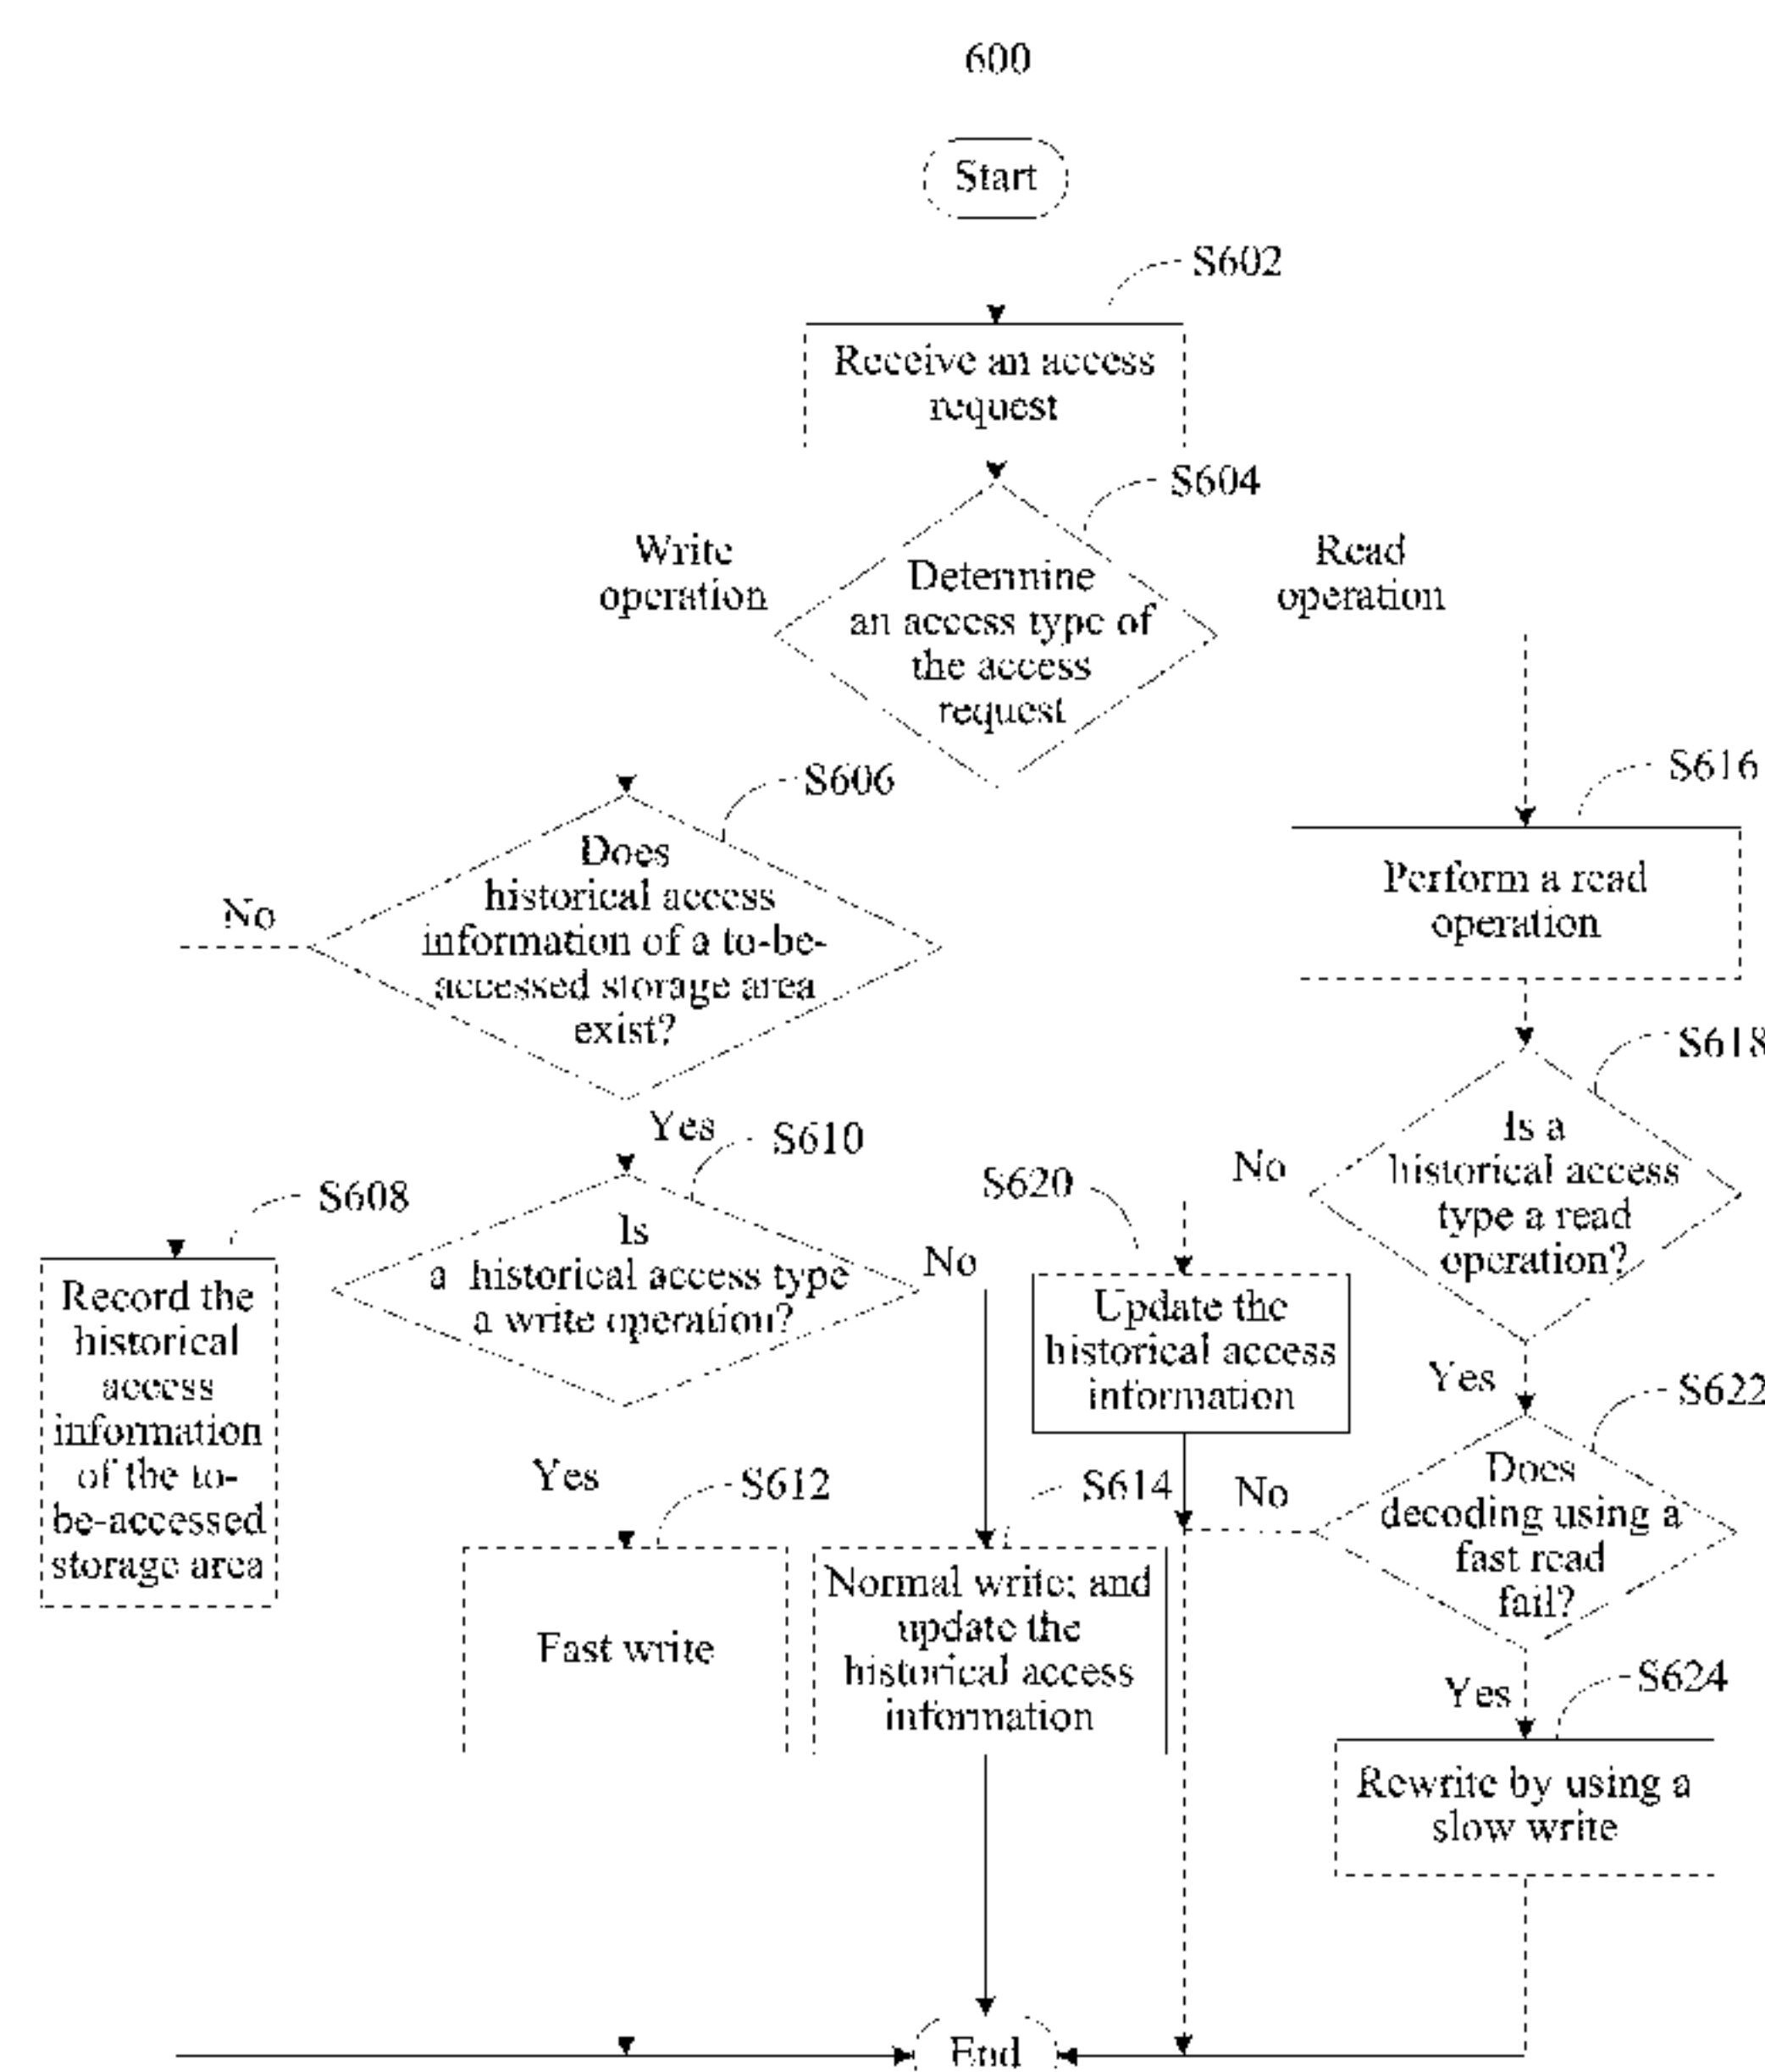 600
Start
S602
Receive an access
request
S604
Write
operation
Read
operation
Determine
an access type of
the access
request
S606
S616
Does
historical access
information of a to-be-
accessed storage area
exist?
No
Perform a read
operation
S618
Yes
S610
Is a
historical access
type a read
operation?
No
S620
S608
Is
a historical access type
a write operation?
No
Record the
historical
access
information
of the to-
be-accessed
storage area
Update the
historical access
information
Yes
S622
Yes
S612
S614
No
Does
decoding using a
fast read
fail?
Fast write
Normal write; and
update the
historical access
information
Yes
S624
Rewrite by using a
slow write
End